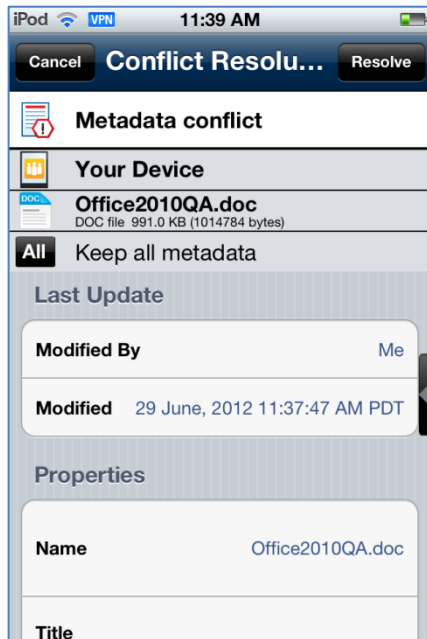 iPod VPN 11:39 AM
Cancel Conflict Resolu... Resolve
Metadata conflict
Your Device
DOC Office2010QA.doc
DOC file 991.0 KB (1014784 bytes)
All Keep all metadata
Last Update
Modified By Me
Modified 29 June, 2012 11:37:47 AM PDT
Properties
Name Office2010QA.doc
Title